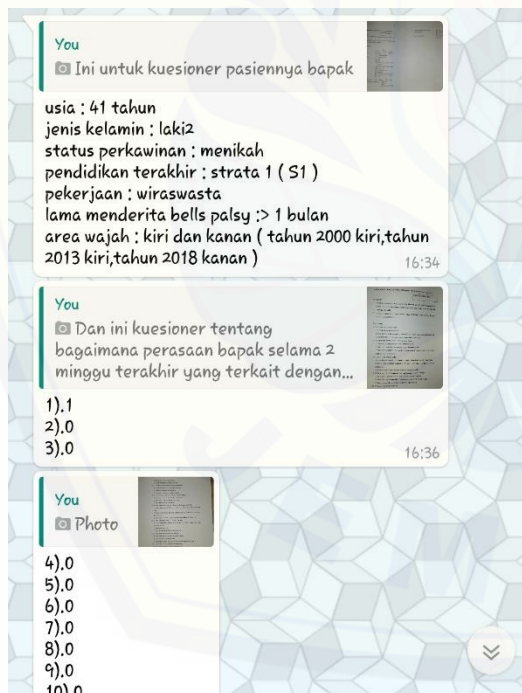 You
Ini untuk kuesioner pasiennya bapak
usia : 41 tahun
jenis kelamin : laki2
status perkawinan : menikah
pendidikan terakhir : strata 1 ( S1 )
pekerjaan : wiraswasta
lama menderita bells palsy :> 1 bulan
area wajah : kiri dan kanan ( tahun 2000 kiri,tahun
2013 kiri,tahun 2018 kanan )
16:34
You
Dan ini kuesioner tentang
bagaimana perasaan bapak selama 2
minggu terakhir yang terkait dengan...
1).1
2).0
3).0
16:36
You
Photo
4).0
5).0
6).0
7).0
8).0
9).0
10).0